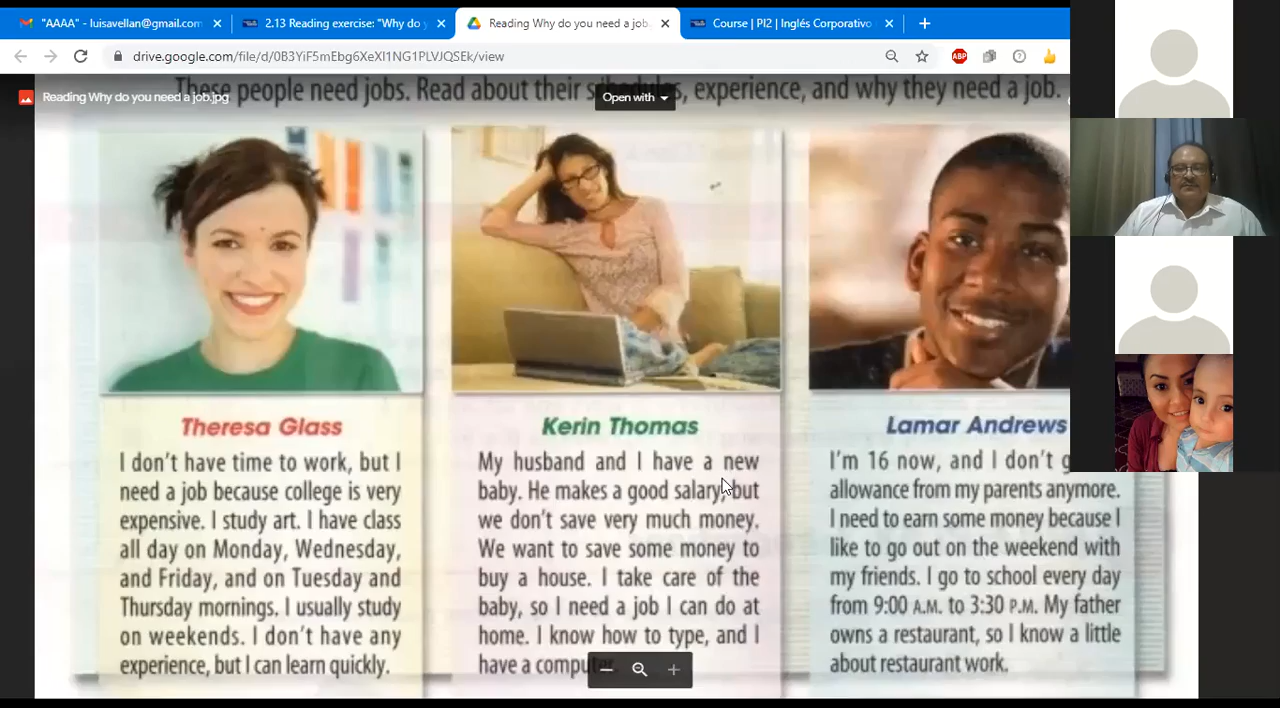 "AAAA" - luisavellan@gmail.com
2.13 Reading exercise: "Why do y
Reading Why do you need a job.
Course | PI2 | Inglés Corporativo
drive.google.com/file/d/0B3YiF5mEbg6XeXI1NG1PLVJQSEk/view
ABP
These people need jobs. Read about their schedules, experience, and why they need a job.
Reading Why do you need a job.jpg
Open with
Theresa Glass
I don't have time to work, but I
need a job because college is very
expensive. I study art. I have class
all day on Monday, Wednesday,
and Friday, and on Tuesday and
Thursday mornings. I usually study
on weekends. I don't have any
experience, but I can learn quickly.
Kerin Thomas
My husband and I have a new
baby. He makes a good salary, but
we don't save very much money.
We want to save some money to
buy a house. I take care of the
baby, so I need a job I can do at
home. I know how to type, and I
have a computer.
Lamar Andrews
I'm 16 now, and I don't g
allowance from my parents anymore.
I need to earn some money because I
like to go out on the weekend with
my friends. I go to school every day
from 9:00 A.M. to 3:30 P.M. My father
owns a restaurant, so I know a little
about restaurant work.